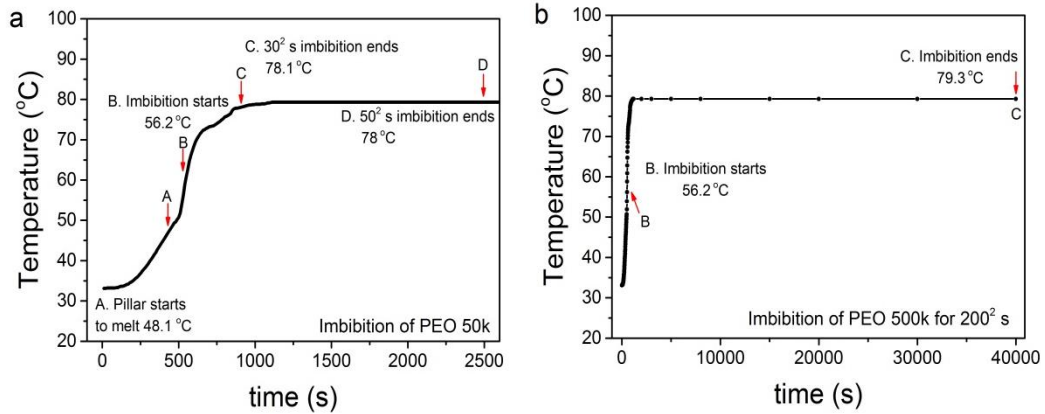 a
100
90
80
70
60
50
40
30
20
Temperature (°C)
C. 30² s imbibition ends
78.1 °C
C
D
B. Imbibition starts
56.2 °C
B
D. 50² s imbibition ends
78 °C
A
A. Pillar starts
to melt 48.1 °C
Imbibition of PEO 50k
0 500 1000 1500 2000 2500
time (s)
b
100
90
80
70
60
50
40
30
20
Temperature (°C)
C. Imbibition ends
79.3 °C
C
B. Imbibition starts
56.2 °C
B
Imbibition of PEO 500k for 200² s
0 10000 20000 30000 40000
time (s)